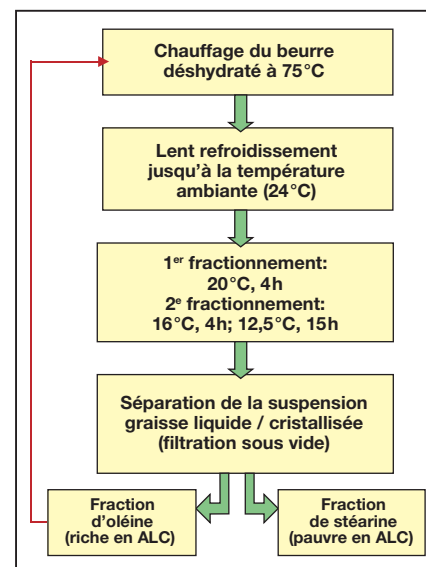 Chauffage du beurre
déshydraté à 75°C
Lent refroidissement
jusqu'à la température
ambiante (24°C)
1er fractionnement:
20°C, 4h
2e fractionnement:
16°C, 4h; 12,5°C, 15h
Séparation de la suspension
graisse liquide / cristallisée
(filtration sous vide)
Fraction
d'oléine
(riche en ALC)
Fraction
de stéarine
(pauvre en ALC)